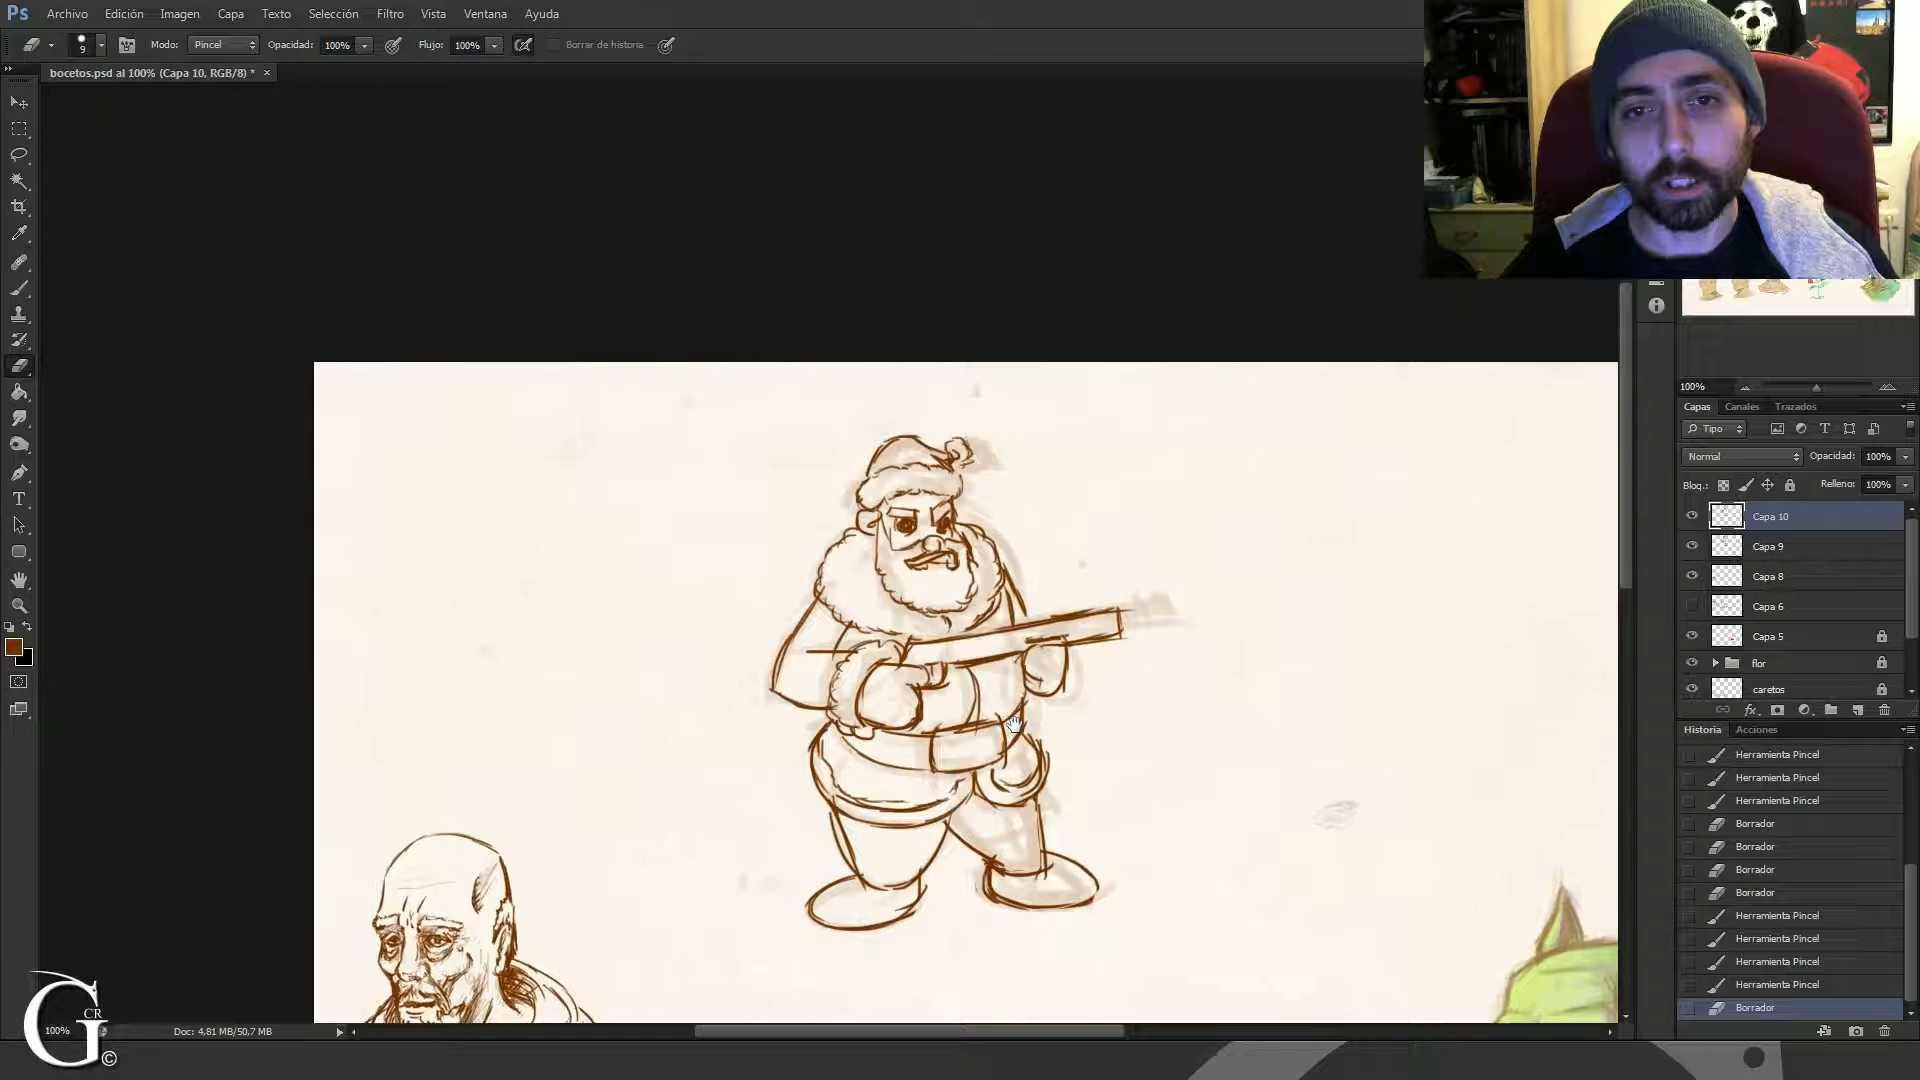 Ps Archivo Edición Imagen Capa Texto Selección Filtro Vista Ventana Ayuda
9 Modo: Pincel Opacidad: 100% Flujo: 100% Borrar de historia
bocetos.psd al 100% (Capa 10, RGB/8) * ×
100%
Capas Canales Trazados
Tipo
Normal Opacidad: 100%
Bloq.: Relleno: 100%
Capa 10
Capa 9
Capa 8
Capa 6
Capa 5
flor
caretos
fx
Historia Acciones
Herramienta Pincel
Herramienta Pincel
Herramienta Pincel
Borrador
Borrador
Borrador
Borrador
Herramienta Pincel
Herramienta Pincel
Herramienta Pincel
Herramienta Pincel
Borrador
100% Doc: 4,81 MB/50,7 MB
G CR ©